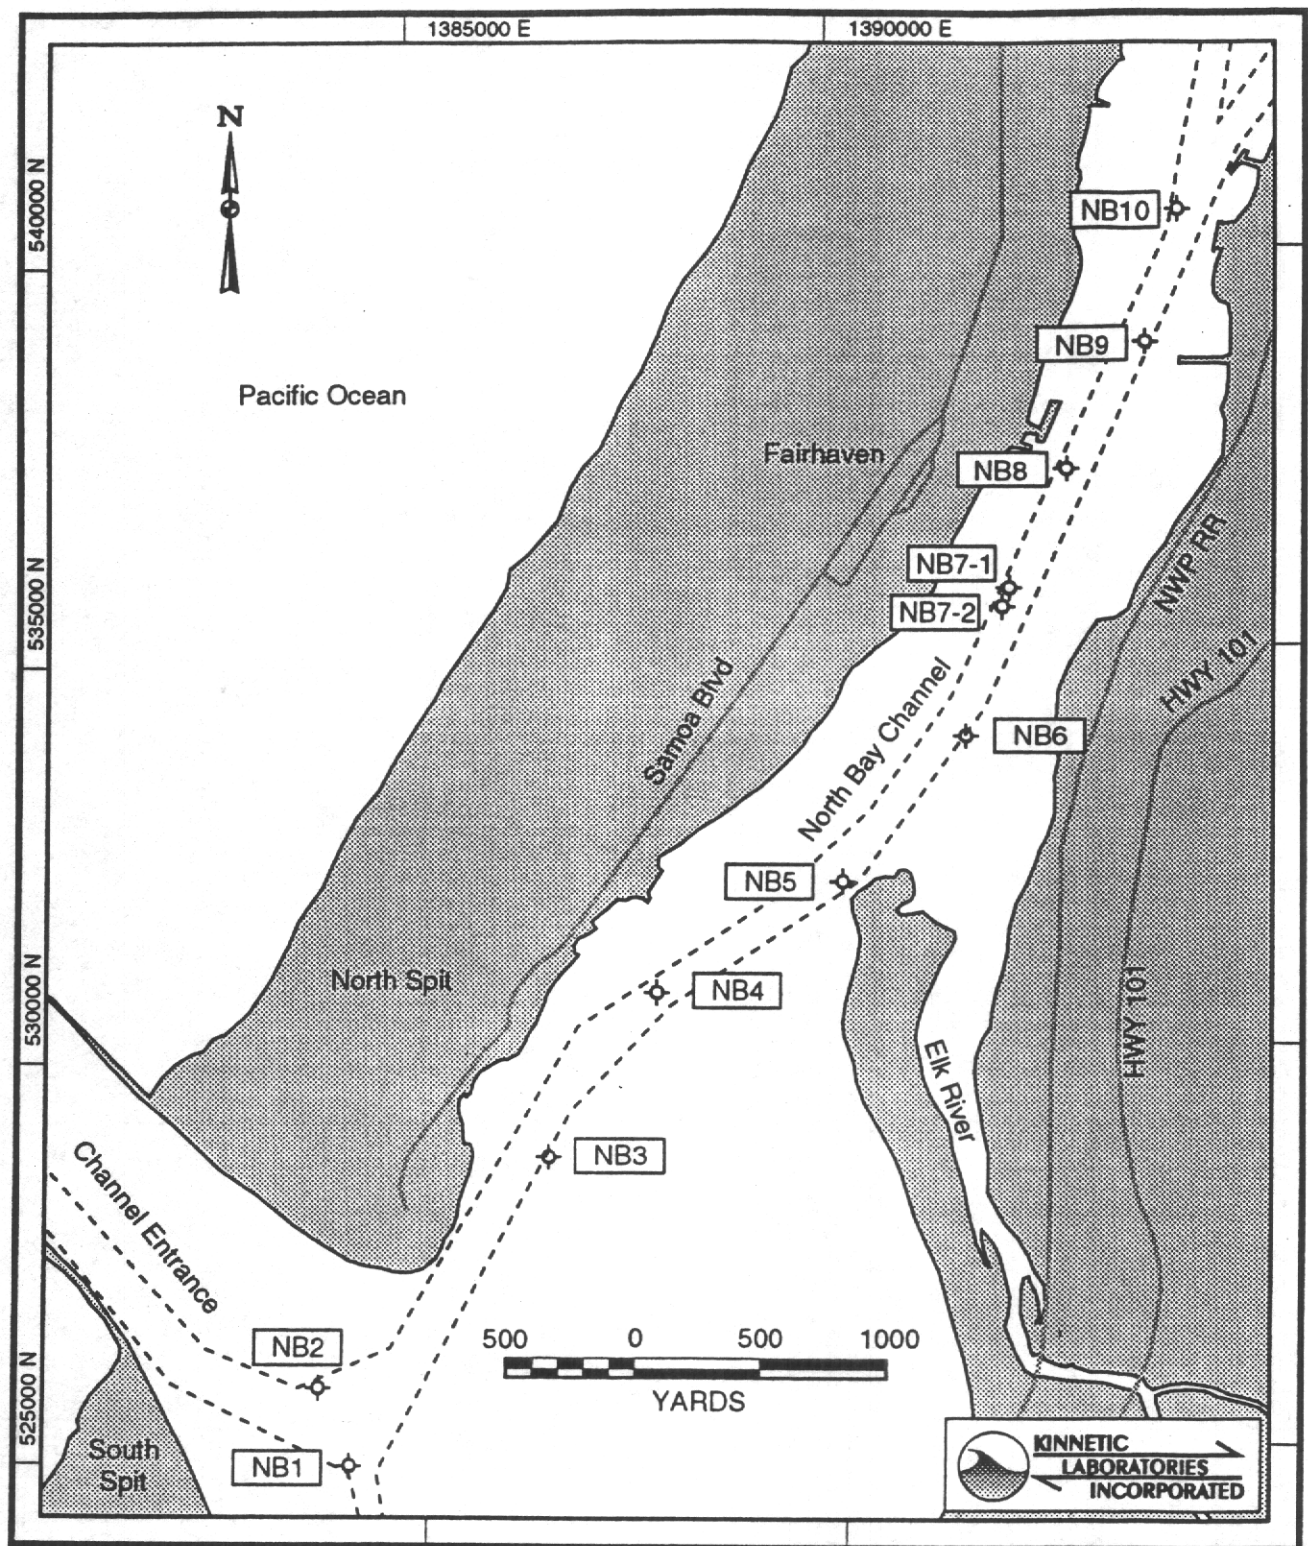 1385000 E
1390000 E
N
540000 N
NB10
NB9
Pacific Ocean
Fairhaven
NB8
NWP RR
NB7-1
NB7-2
535000 N
HWY 101
Samoa Blvd
North Bay Channel
NB6
NB5
North Spit
NB4
530000 N
HWY 101
Elk River
NB3
Channel Entrance
NB2
500 0 500 1000
YARDS
525000 N
South
Spit
NB1
KINNETIC
LABORATORIES
INCORPORATED